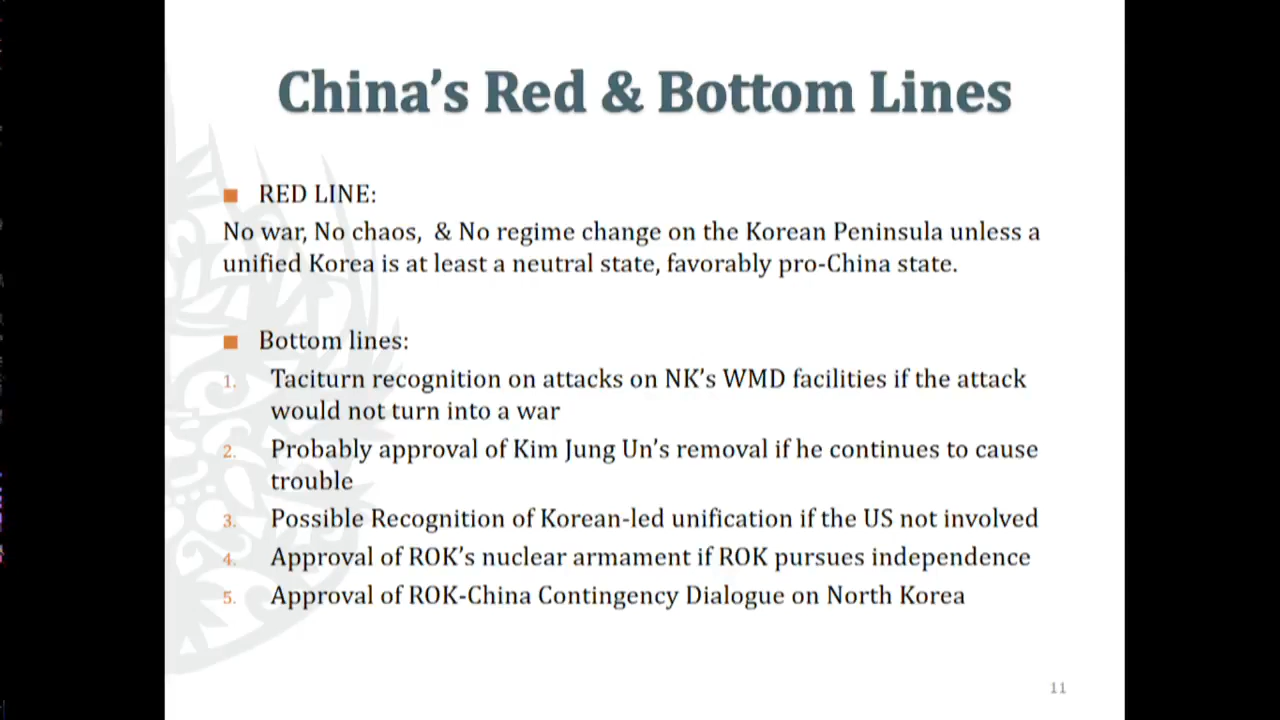 China's Red & Bottom Lines
RED LINE:
No war, No chaos, & No regime change on the Korean Peninsula unless a
unified Korea is at least a neutral state, favorably pro-China state.
Bottom lines:
1. Taciturn recognition on attacks on NK's WMD facilities if the attack
would not turn into a war
2. Probably approval of Kim Jung Un's removal if he continues to cause
trouble
3. Possible Recognition of Korean-led unification if the US not involved
4. Approval of ROK's nuclear armament if ROK pursues independence
5. Approval of ROK-China Contingency Dialogue on North Korea
11